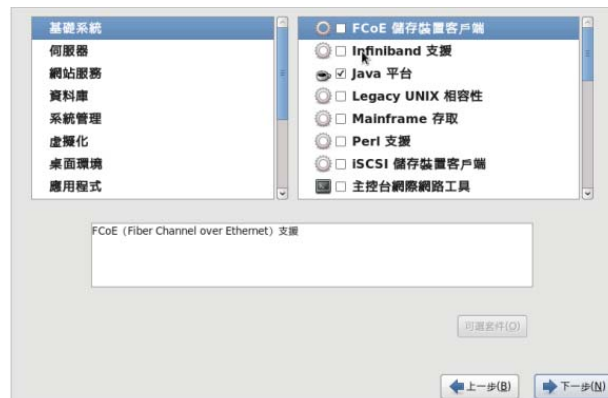 基礎系統
伺服器
網站服務
資料庫
系統管理
虛擬化
桌面環境
應用程式
FCoE 儲存裝置客戶端
Infiniband 支援
Java 平台
Legacy UNIX 相容性
Mainframe 存取
Perl 支援
iSCSI 儲存裝置客戶端
主控台網際網路工具
FCoE (Fiber Channel over Ethernet) 支援
可選套件(O)
上一步(B)
下一步(N)